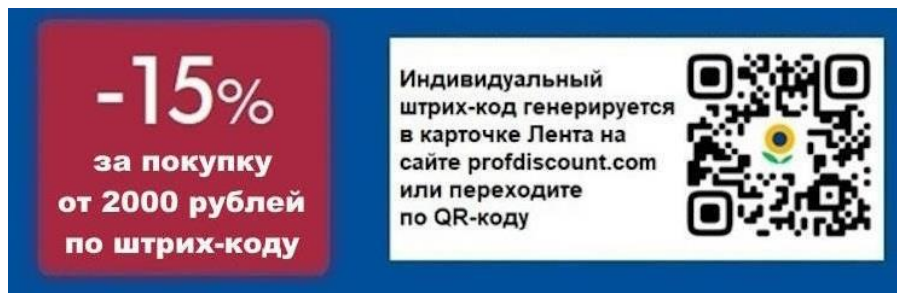 -15%
за покупку
от 2000 рублей
по штрих-коду
Индивидуальный
штрих-код генерируется
в карточке Лента на
сайте profdiscount.com
или переходите
по QR-коду